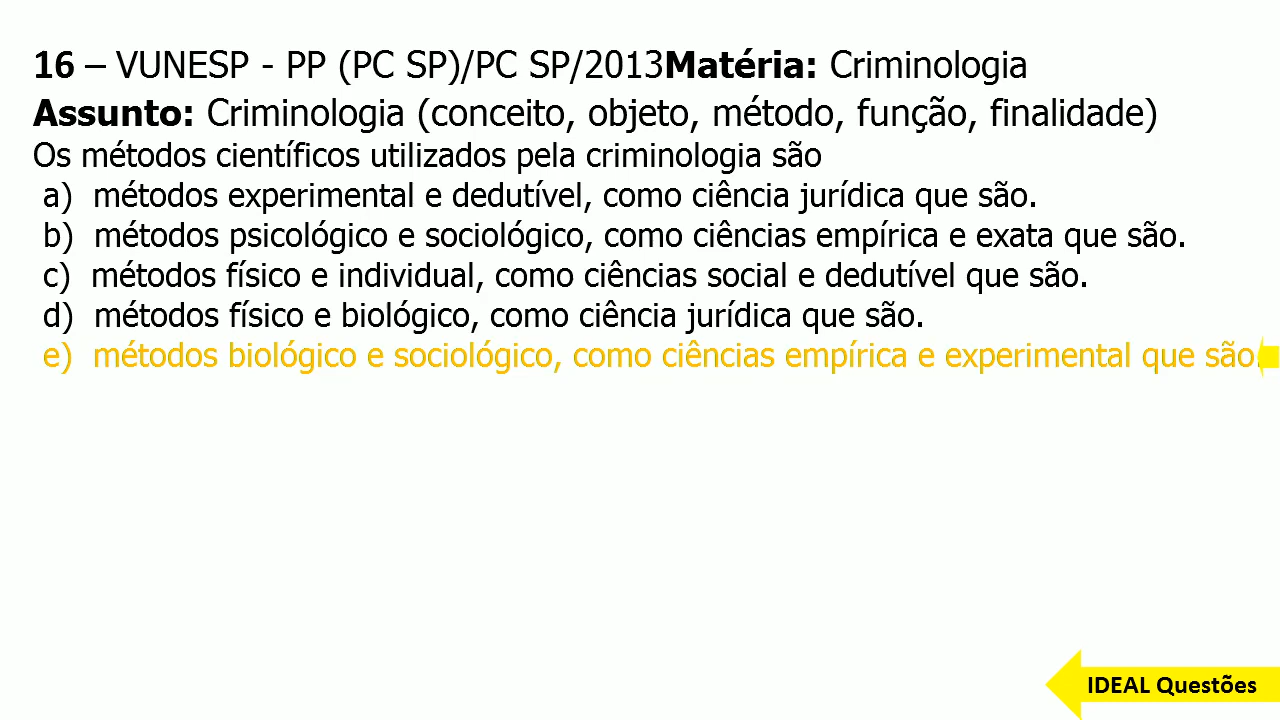 16 – VUNESP - PP (PC SP)/PC SP/2013Matéria: Criminologia
Assunto: Criminologia (conceito, objeto, método, função, finalidade)
Os métodos científicos utilizados pela criminologia são
a) métodos experimental e dedutível, como ciência jurídica que são.
b) métodos psicológico e sociológico, como ciências empírica e exata que são.
c) métodos físico e individual, como ciências social e dedutível que são.
d) métodos físico e biológico, como ciência jurídica que são.
e) métodos biológico e sociológico, como ciências empírica e experimental que são.
IDEAL Questões